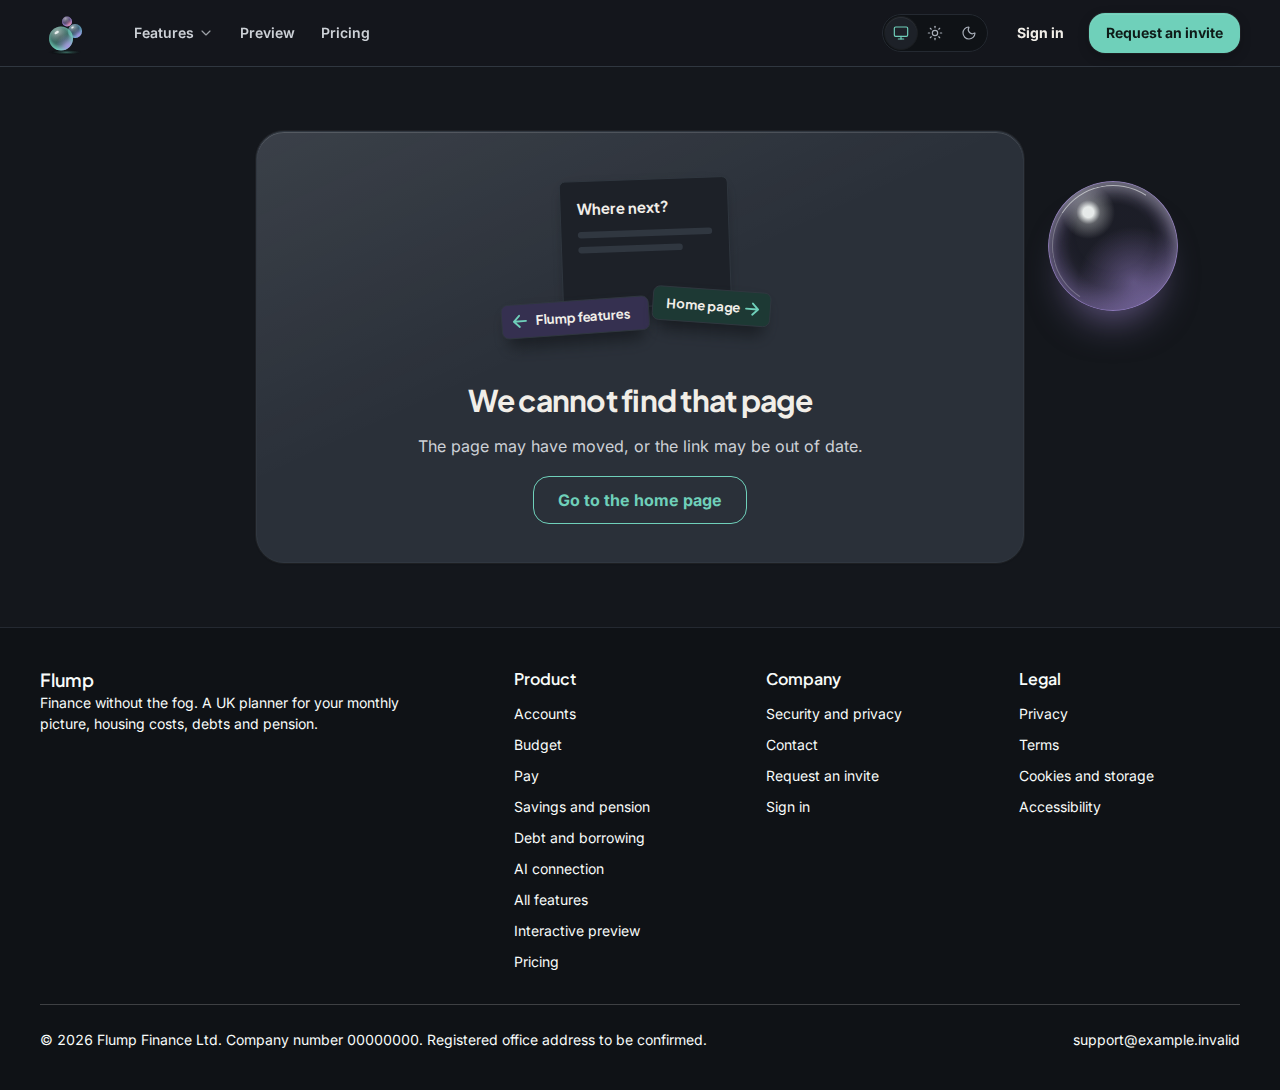 Features
Preview
Pricing
Sign in
Request an invite
Where next?
Flump features
Home page
We cannot find that page
The page may have moved, or the link may be out of date.
Go to the home page
Flump
Finance without the fog. A UK planner for your monthly
picture, housing costs, debts and pension.
Product
Accounts
Budget
Pay
Savings and pension
Debt and borrowing
AI connection
All features
Interactive preview
Pricing
Company
Security and privacy
Contact
Request an invite
Sign in
Legal
Privacy
Terms
Cookies and storage
Accessibility
© 2026 Flump Finance Ltd. Company number 00000000. Registered office address to be confirmed.
support@example.invalid